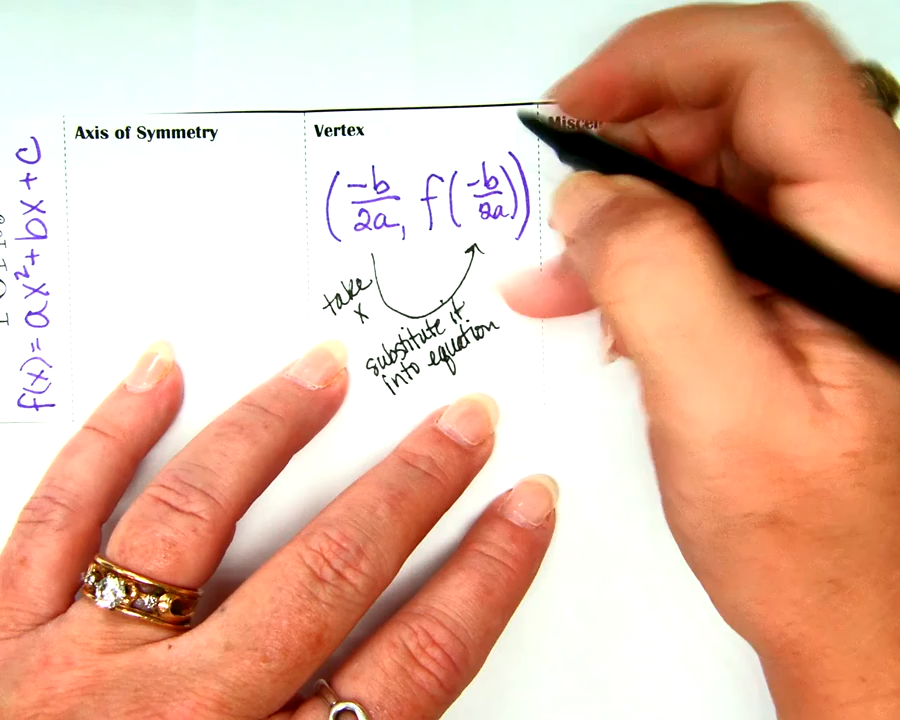 f(x) = ax² + bx + c
Axis of Symmetry
Vertex
(-b/2a, f(-b/2a))
take
x
substitute it
into equation